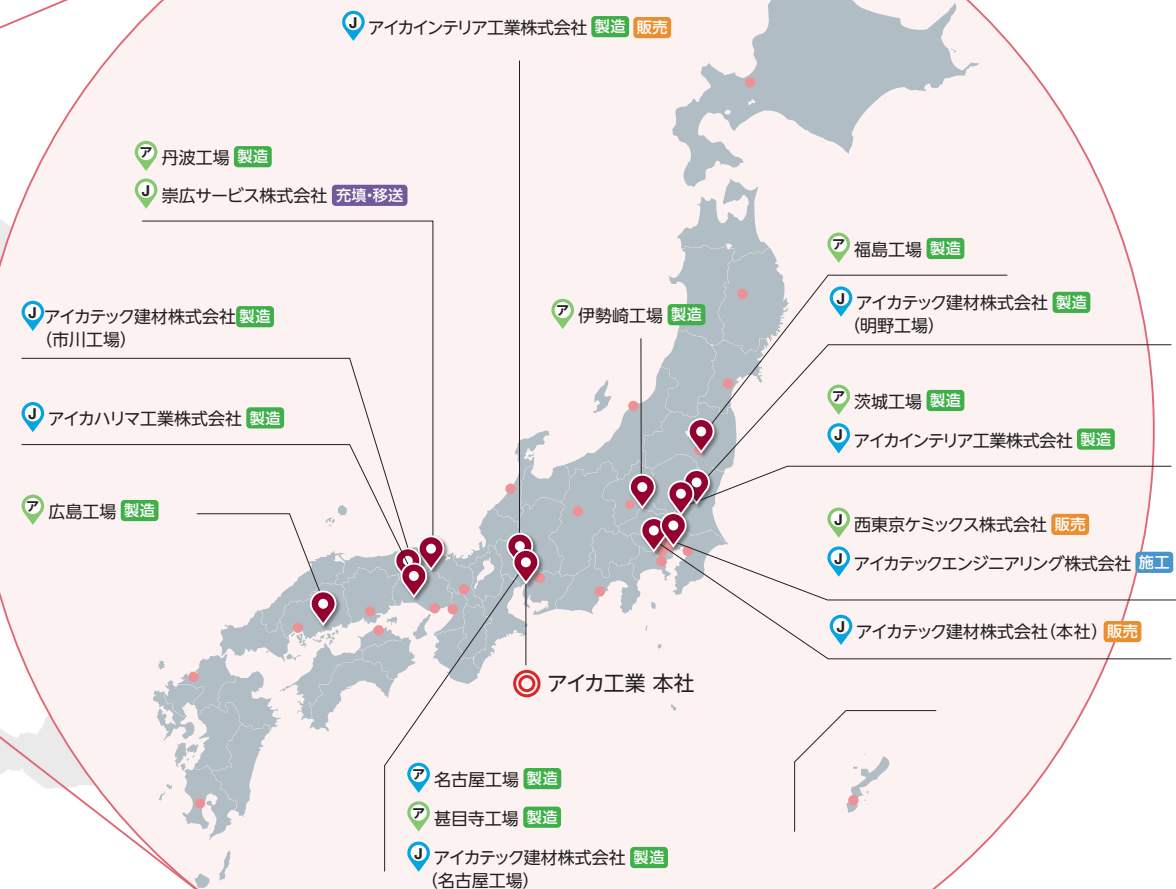 J アイカインテリア工業株式会社 製造 販売
ア 丹波工場 製造
J 崇広サービス株式会社 充填・移送
ア 福島工場 製造
J アイカテック建材株式会社 製造
(明野工場)
J アイカテック建材株式会社 製造
(市川工場)
ア 伊勢崎工場 製造
ア 茨城工場 製造
J アイカインテリア工業株式会社 製造
J アイカハリマ工業株式会社 製造
ア 広島工場 製造
J 西東京ケミックス株式会社 販売
J アイカテックエンジニアリング株式会社 施工
J アイカテック建材株式会社(本社) 販売
アイカ工業 本社
ア 名古屋工場 製造
ア 甚目寺工場 製造
J アイカテック建材株式会社 製造
(名古屋工場)